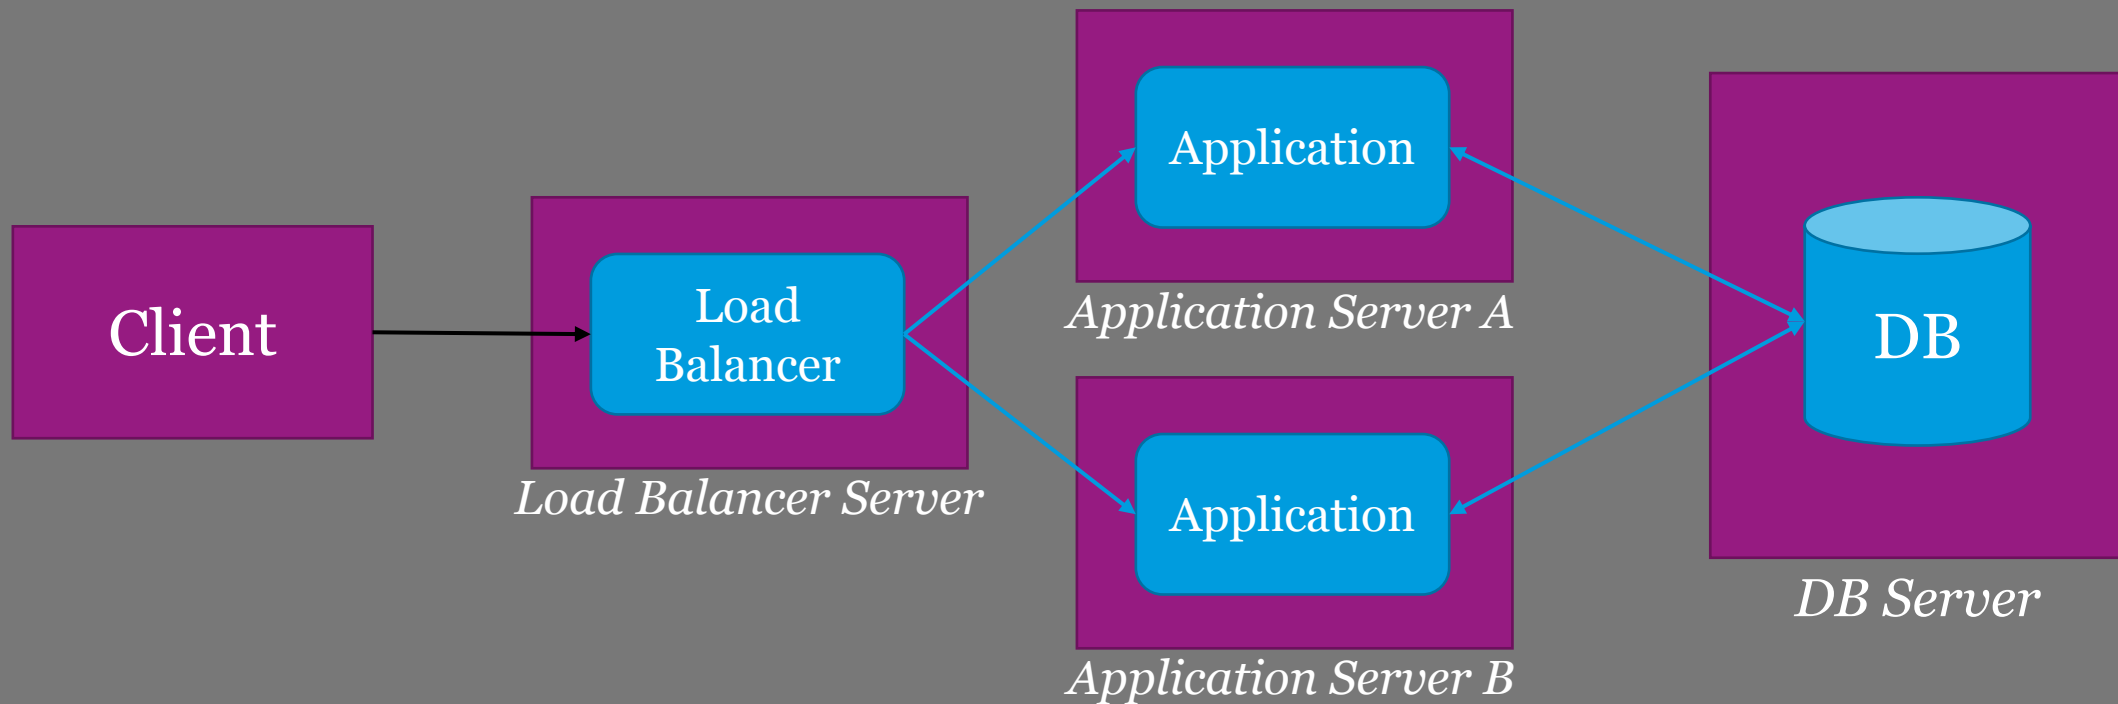 Client
Load
Balancer
Load Balancer Server
Application
Application Server A
Application
Application Server B
DB
DB Server